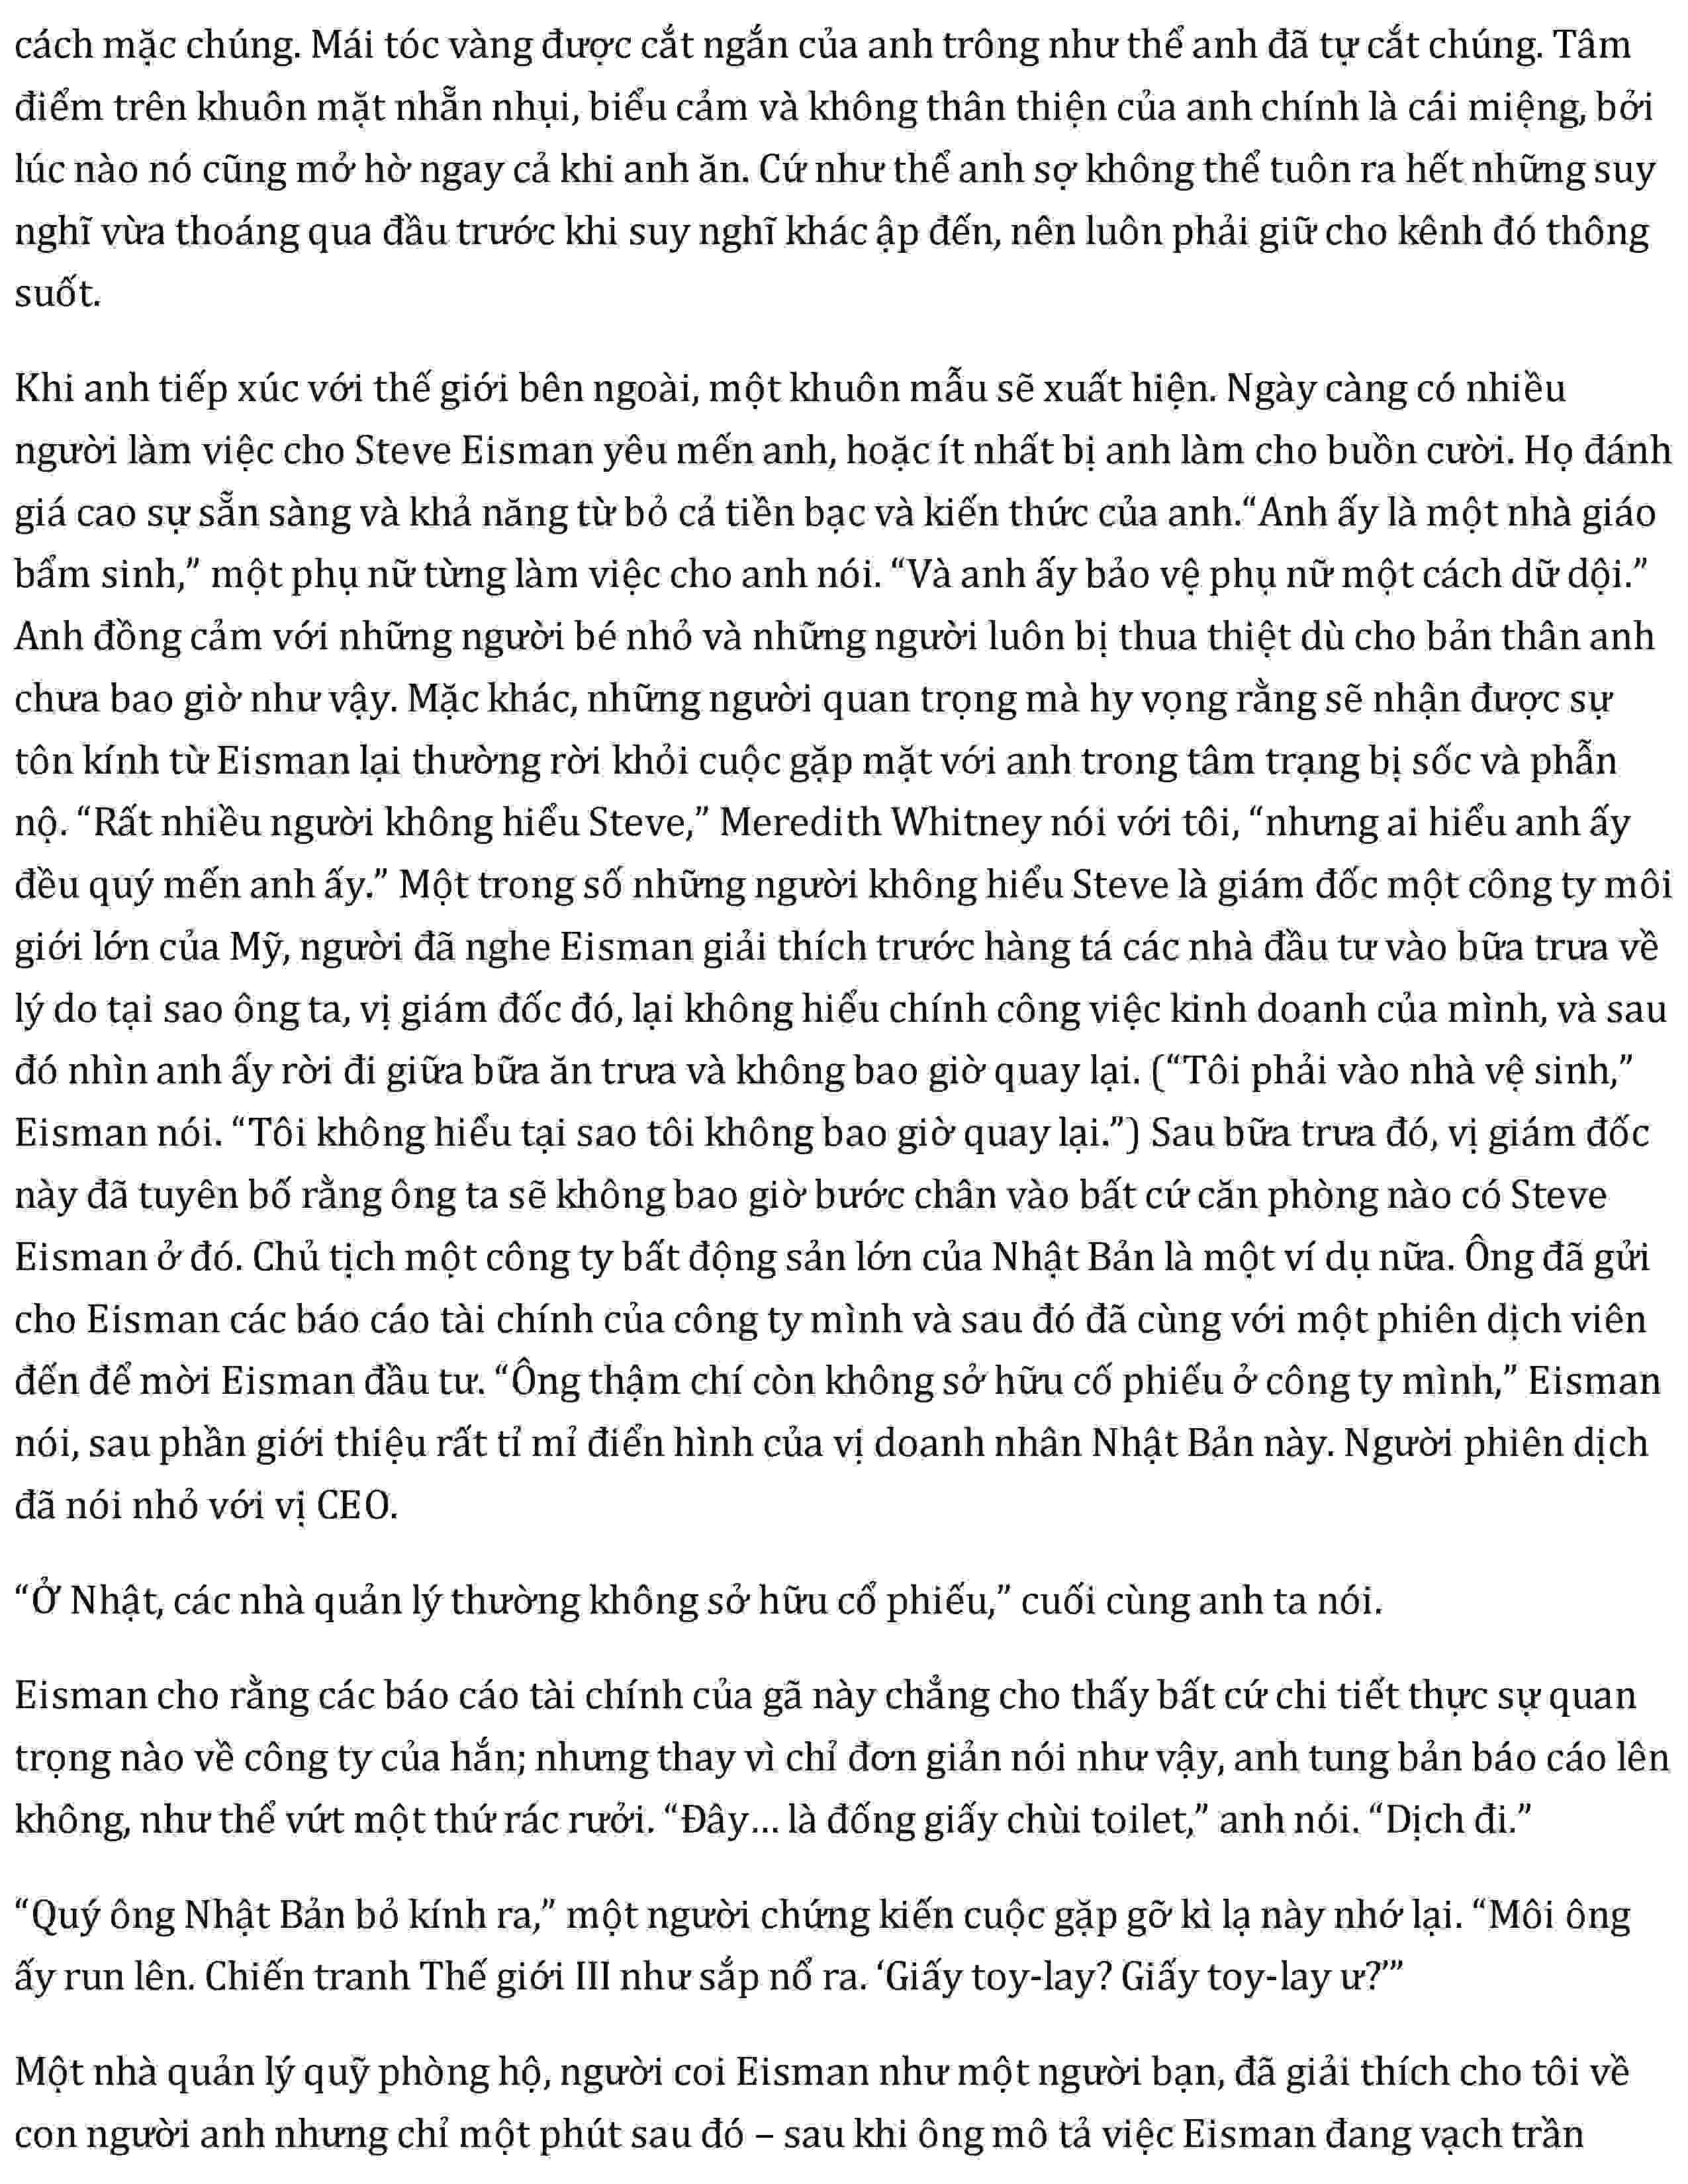 cách mặc chúng. Mái tóc vàng được cắt ngắn của anh trông như thể anh đã tự cắt chúng. Tâm
điểm trên khuôn mặt nhẵn nhụi, biểu cảm và không thân thiện của anh chính là cái miệng, bởi
lúc nào nó cũng mở hờ ngay cả khi anh ăn. Cứ như thể anh sợ không thể tuôn ra hết những suy
nghĩ vừa thoáng qua đầu trước khi suy nghĩ khác ập đến, nên luôn phải giữ cho kênh đó thông
suốt.
Khi anh tiếp xúc với thế giới bên ngoài, một khuôn mẫu sẽ xuất hiện. Ngày càng có nhiều
người làm việc cho Steve Eisman yêu mến anh, hoặc ít nhất bị anh làm cho buồn cười. Họ đánh
giá cao sự sẵn sàng và khả năng từ bỏ cả tiền bạc và kiến thức của anh.“Anh ấy là một nhà giáo
bẩm sinh,” một phụ nữ từng làm việc cho anh nói. “Và anh ấy bảo vệ phụ nữ một cách dữ dội.”
Anh đồng cảm với những người bé nhỏ và những người luôn bị thua thiệt dù cho bản thân anh
chưa bao giờ như vậy. Mặc khác, những người quan trọng mà hy vọng rằng sẽ nhận được sự
tôn kính từ Eisman lại thường rời khỏi cuộc gặp mặt với anh trong tâm trạng bị sốc và phẫn
nộ. “Rất nhiều người không hiểu Steve,” Meredith Whitney nói với tôi, “nhưng ai hiểu anh ấy
đều quý mến anh ấy.” Một trong số những người không hiểu Steve là giám đốc một công ty môi
giới lớn của Mỹ, người đã nghe Eisman giải thích trước hàng tá các nhà đầu tư vào bữa trưa về
lý do tại sao ông ta, vị giám đốc đó, lại không hiểu chính công việc kinh doanh của mình, và sau
đó nhìn anh ấy rời đi giữa bữa ăn trưa và không bao giờ quay lại. (“Tôi phải vào nhà vệ sinh,”
Eisman nói. “Tôi không hiểu tại sao tôi không bao giờ quay lại.”) Sau bữa trưa đó, vị giám đốc
này đã tuyên bố rằng ông ta sẽ không bao giờ bước chân vào bất cứ căn phòng nào có Steve
Eisman ở đó. Chủ tịch một công ty bất động sản lớn của Nhật Bản là một ví dụ nữa. Ông đã gửi
cho Eisman các báo cáo tài chính của công ty mình và sau đó đã cùng với một phiên dịch viên
đến để mời Eisman đầu tư. “Ông thậm chí còn không sở hữu cố phiếu ở công ty mình,” Eisman
nói, sau phần giới thiệu rất tỉ mỉ điển hình của vị doanh nhân Nhật Bản này. Người phiên dịch
đã nói nhỏ với vị CEO.
“Ở Nhật, các nhà quản lý thường không sở hữu cổ phiếu,” cuối cùng anh ta nói.
Eisman cho rằng các báo cáo tài chính của gã này chẳng cho thấy bất cứ chi tiết thực sự quan
trọng nào về công ty của hắn; nhưng thay vì chỉ đơn giản nói như vậy, anh tung bản báo cáo lên
không, như thể vứt một thứ rác rưởi. “Đây... là đống giấy chùi toilet,” anh nói. “Dịch đi.”
“Quý ông Nhật Bản bỏ kính ra,” một người chứng kiến cuộc gặp gỡ kì lạ này nhớ lại. “Môi ông
ấy run lên. Chiến tranh Thế giới III như sắp nổ ra. ‘Giấy toy-lay? Giấy toy-lay ư?’”
Một nhà quản lý quỹ phòng hộ, người coi Eisman như một người bạn, đã giải thích cho tôi về
con người anh nhưng chỉ một phút sau đó – sau khi ông mô tả việc Eisman đang vạch trần